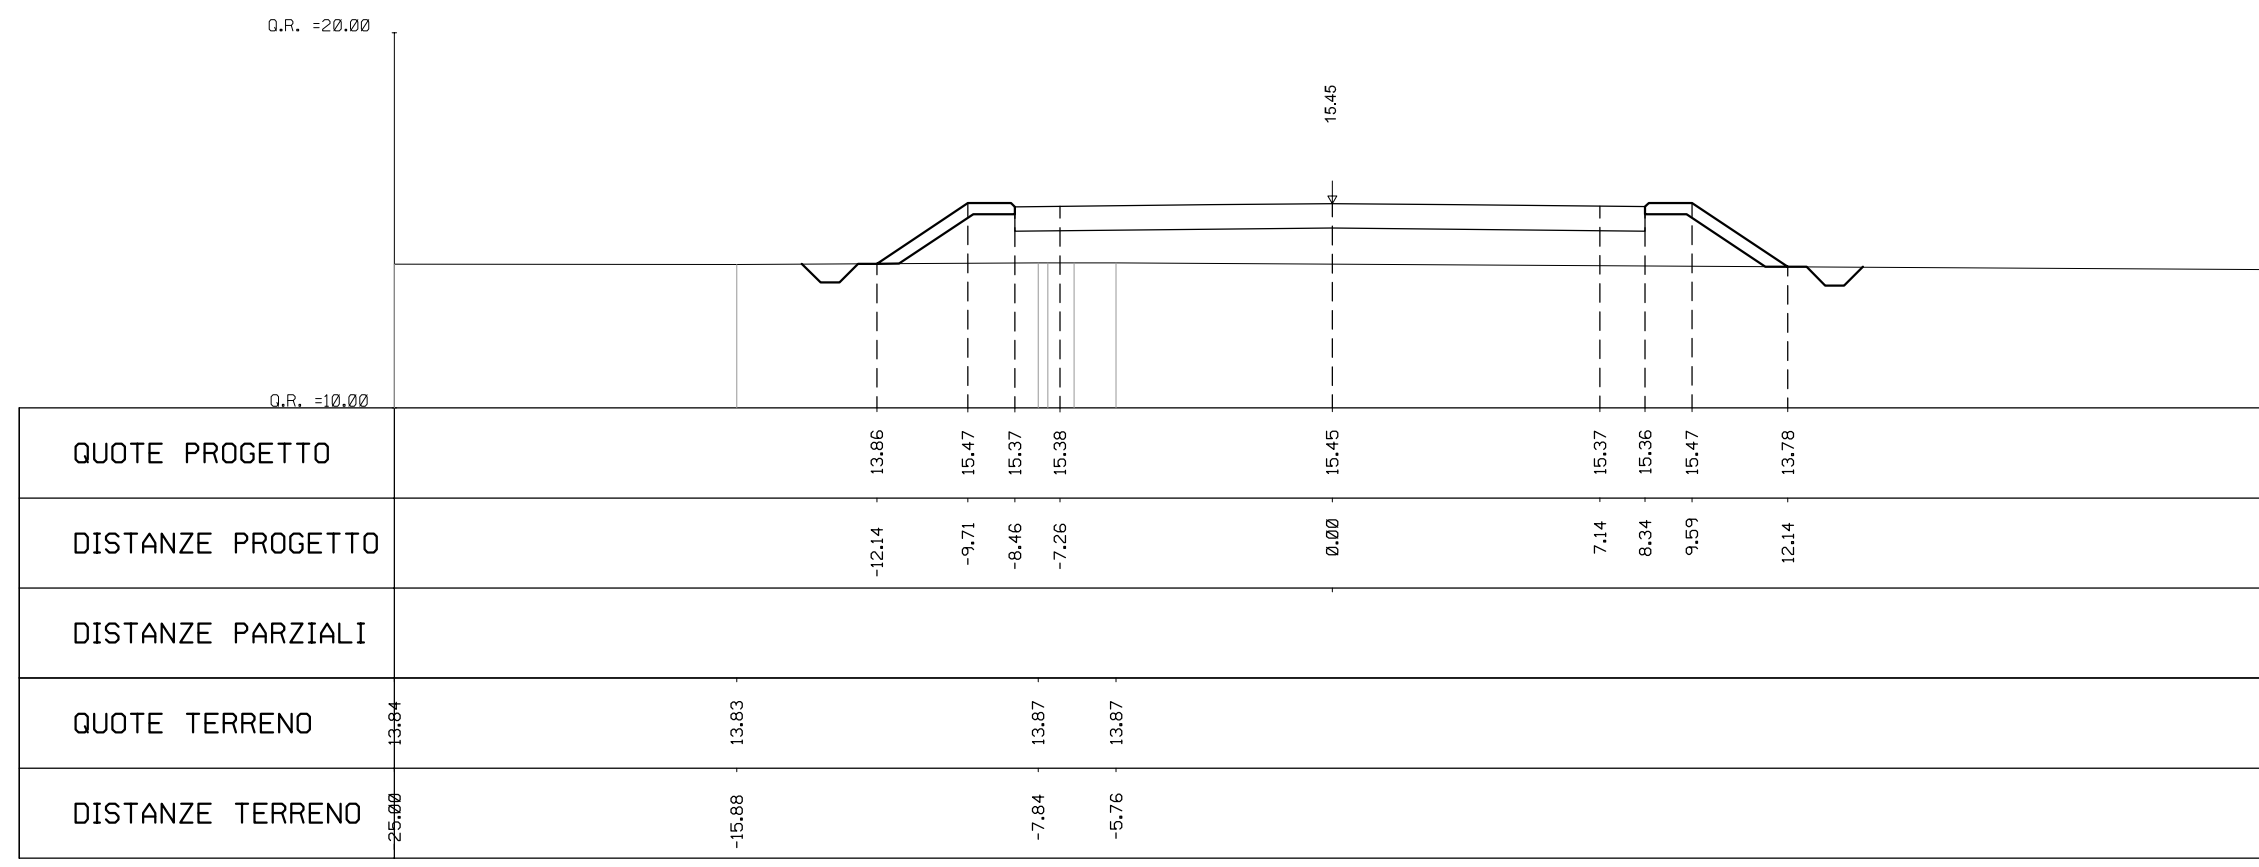 Q.R. =20.00
15.45
Q.R. =10.00
QUOTE PROGETTO 13.86 15.47 15.37 15.38 15.45 15.37 15.36 15.47 13.78
DISTANZE PROGETTO -12.14 -9.71 -8.46 -7.26 0.00 7.14 8.34 9.59 12.14
DISTANZE PARZIALI
QUOTE TERRENO 13.84 13.83 13.87 13.87
DISTANZE TERRENO -25.00 -15.88 -7.84 -5.76